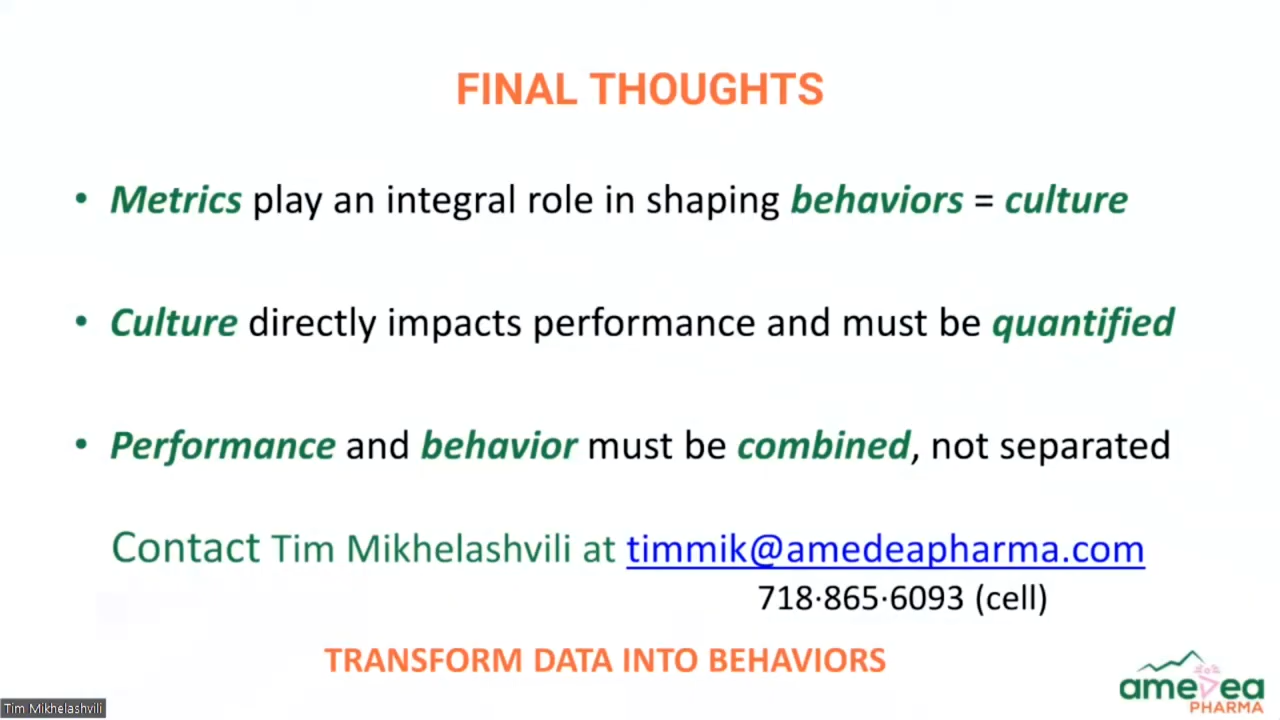 FINAL THOUGHTS
• Metrics play an integral role in shaping behaviors = culture
• Culture directly impacts performance and must be quantified
• Performance and behavior must be combined, not separated
Contact Tim Mikhelashvili at timmik@amedeapharma.com
718·865·6093 (cell)
TRANSFORM DATA INTO BEHAVIORS
amedea
PHARMA
Tim Mikhelashvili